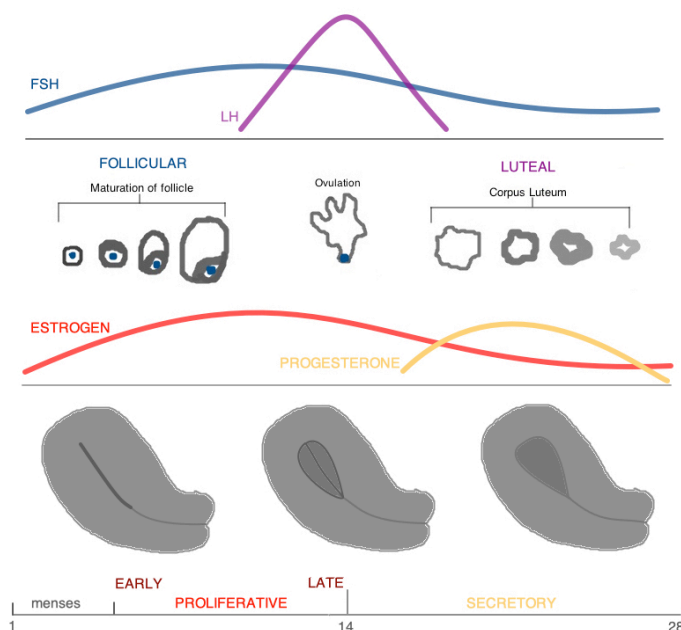 FSH
LH
FOLLICULAR
Maturation of follicle
Ovulation
LUTEAL
Corpus Luteum
ESTROGEN
PROGESTERONE
EARLY
LATE
menses
PROLIFERATIVE
SECRETORY
1
14
28